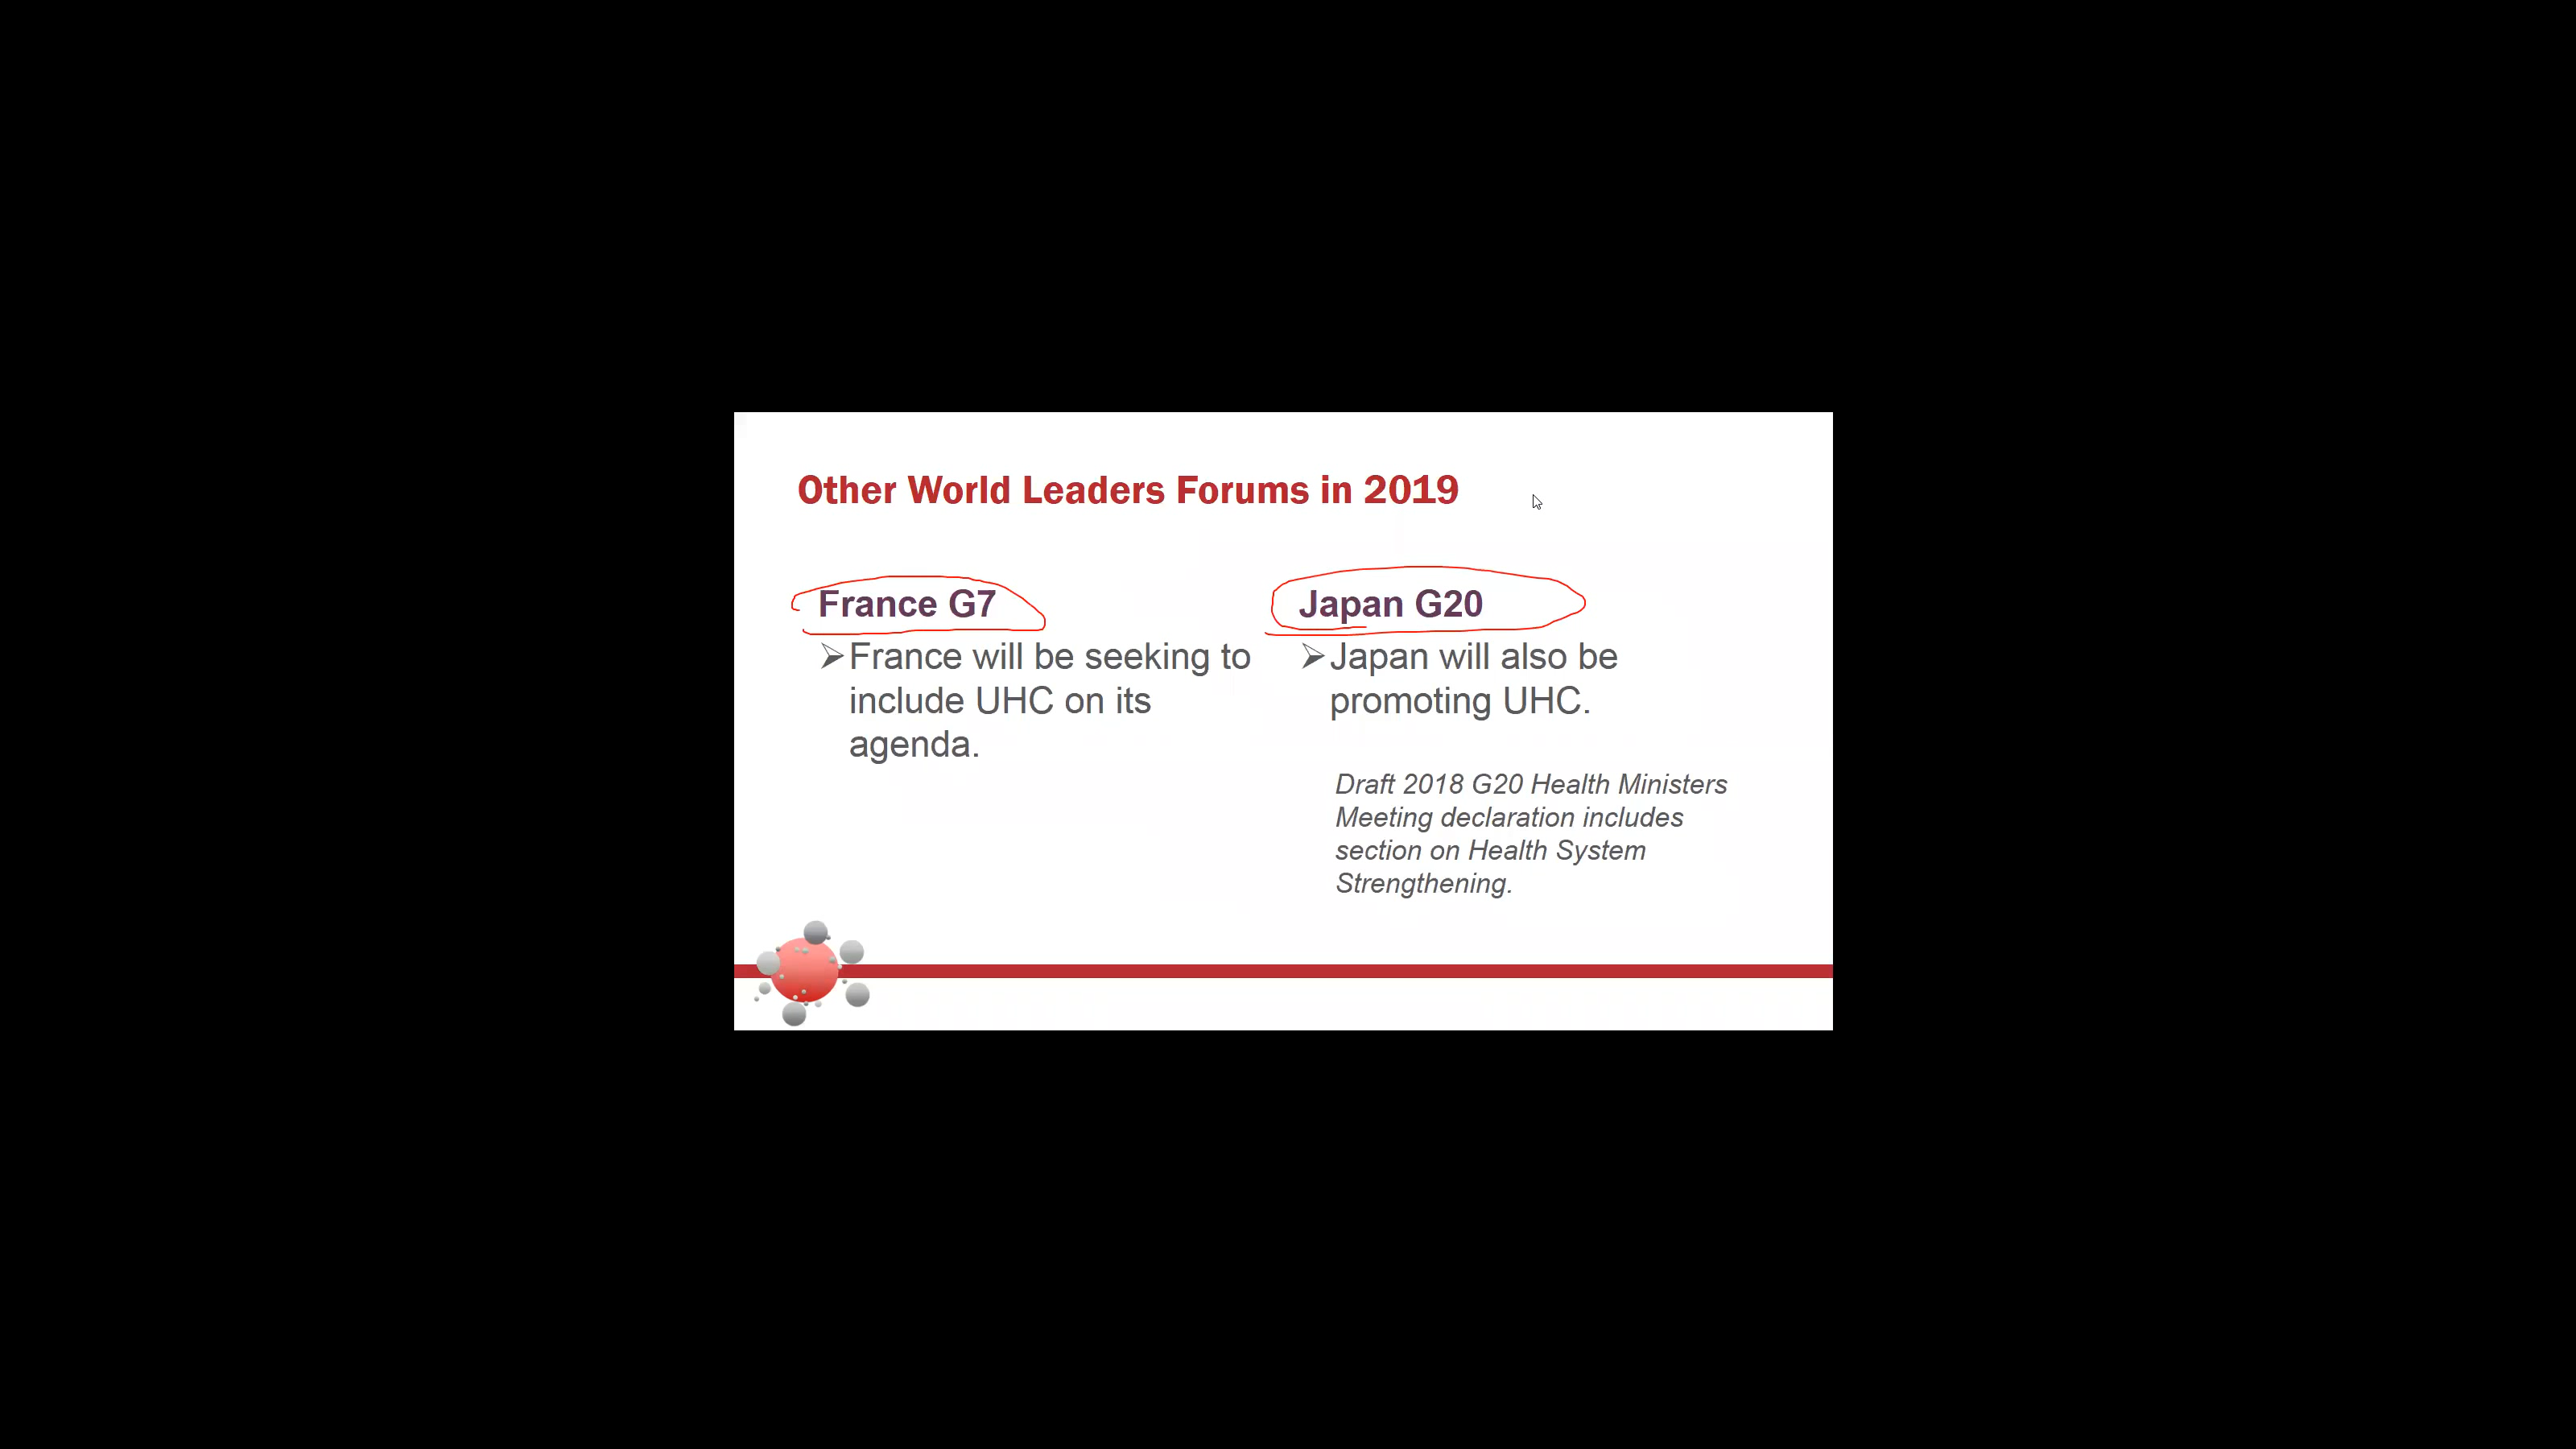 Other World Leaders Forums in 2019
France G7
➢France will be seeking to
include UHC on its
agenda.
Japan G20
➢Japan will also be
promoting UHC.
Draft 2018 G20 Health Ministers
Meeting declaration includes
section on Health System
Strengthening.